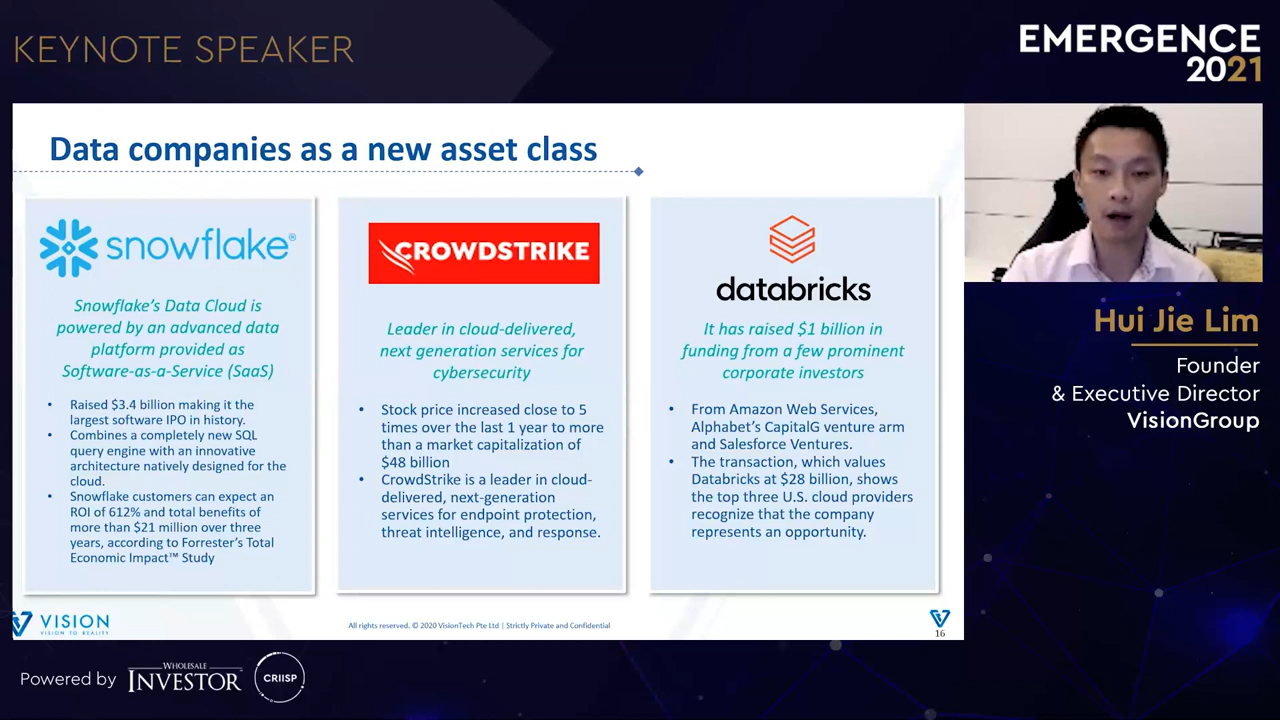 KEYNOTE SPEAKER
EMERGENCE
2021
Data companies as a new asset class
snowflake®
Snowflake's Data Cloud is
powered by an advanced data
platform provided as
Software-as-a-Service (SaaS)
• Raised $3.4 billion making it the
largest software IPO in history.
• Combines a completely new SQL
query engine with an innovative
architecture natively designed for the
cloud.
• Snowflake customers can expect an
ROI of 612% and total benefits of
more than $21 million over three
years, according to Forrester's Total
Economic Impact™ Study
CROWDSTRIKE
Leader in cloud-delivered,
next generation services for
cybersecurity
• Stock price increased close to 5
times over the last 1 year to more
than a market capitalization of
$48 billion
• CrowdStrike is a leader in cloud-
delivered, next-generation
services for endpoint protection,
threat intelligence, and response.
databricks
It has raised $1 billion in
funding from a few prominent
corporate investors
• From Amazon Web Services,
Alphabet's CapitalG venture arm
and Salesforce Ventures.
• The transaction, which values
Databricks at $28 billion, shows
the top three U.S. cloud providers
recognize that the company
represents an opportunity.
Hui Jie Lim
Founder
& Executive Director
VisionGroup
VISION
VISION TO REALITY
All rights reserved. © 2020 VisionTech Pte Ltd | Strictly Private and Confidential
16
Powered by
WHOLESALE
INVESTOR
CRIISP